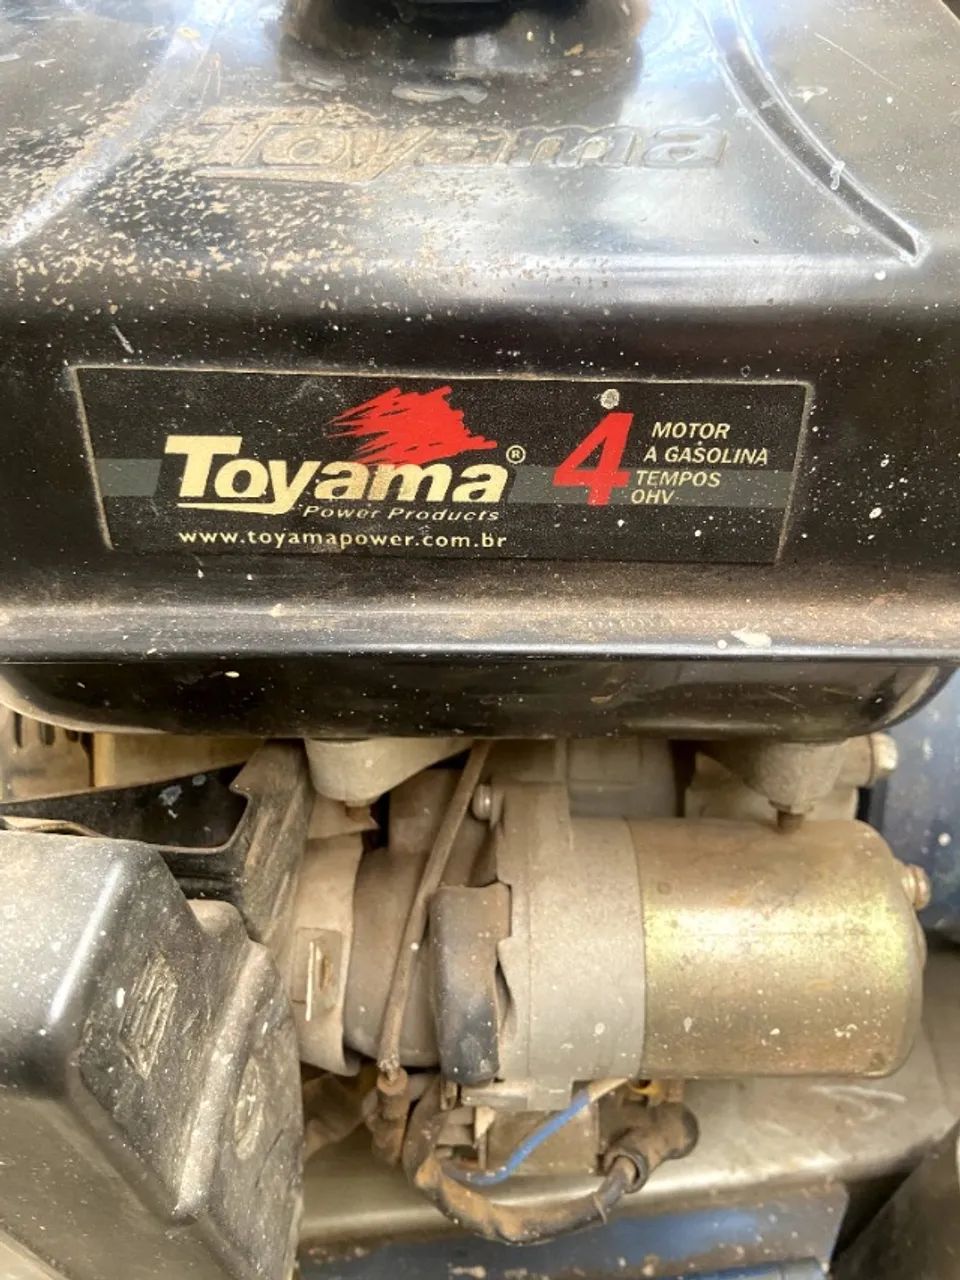 Toyama
Toyama®
Power Products
www.toyamapower.com.br
4
MOTOR
A GASOLINA
TEMPOS
OHV